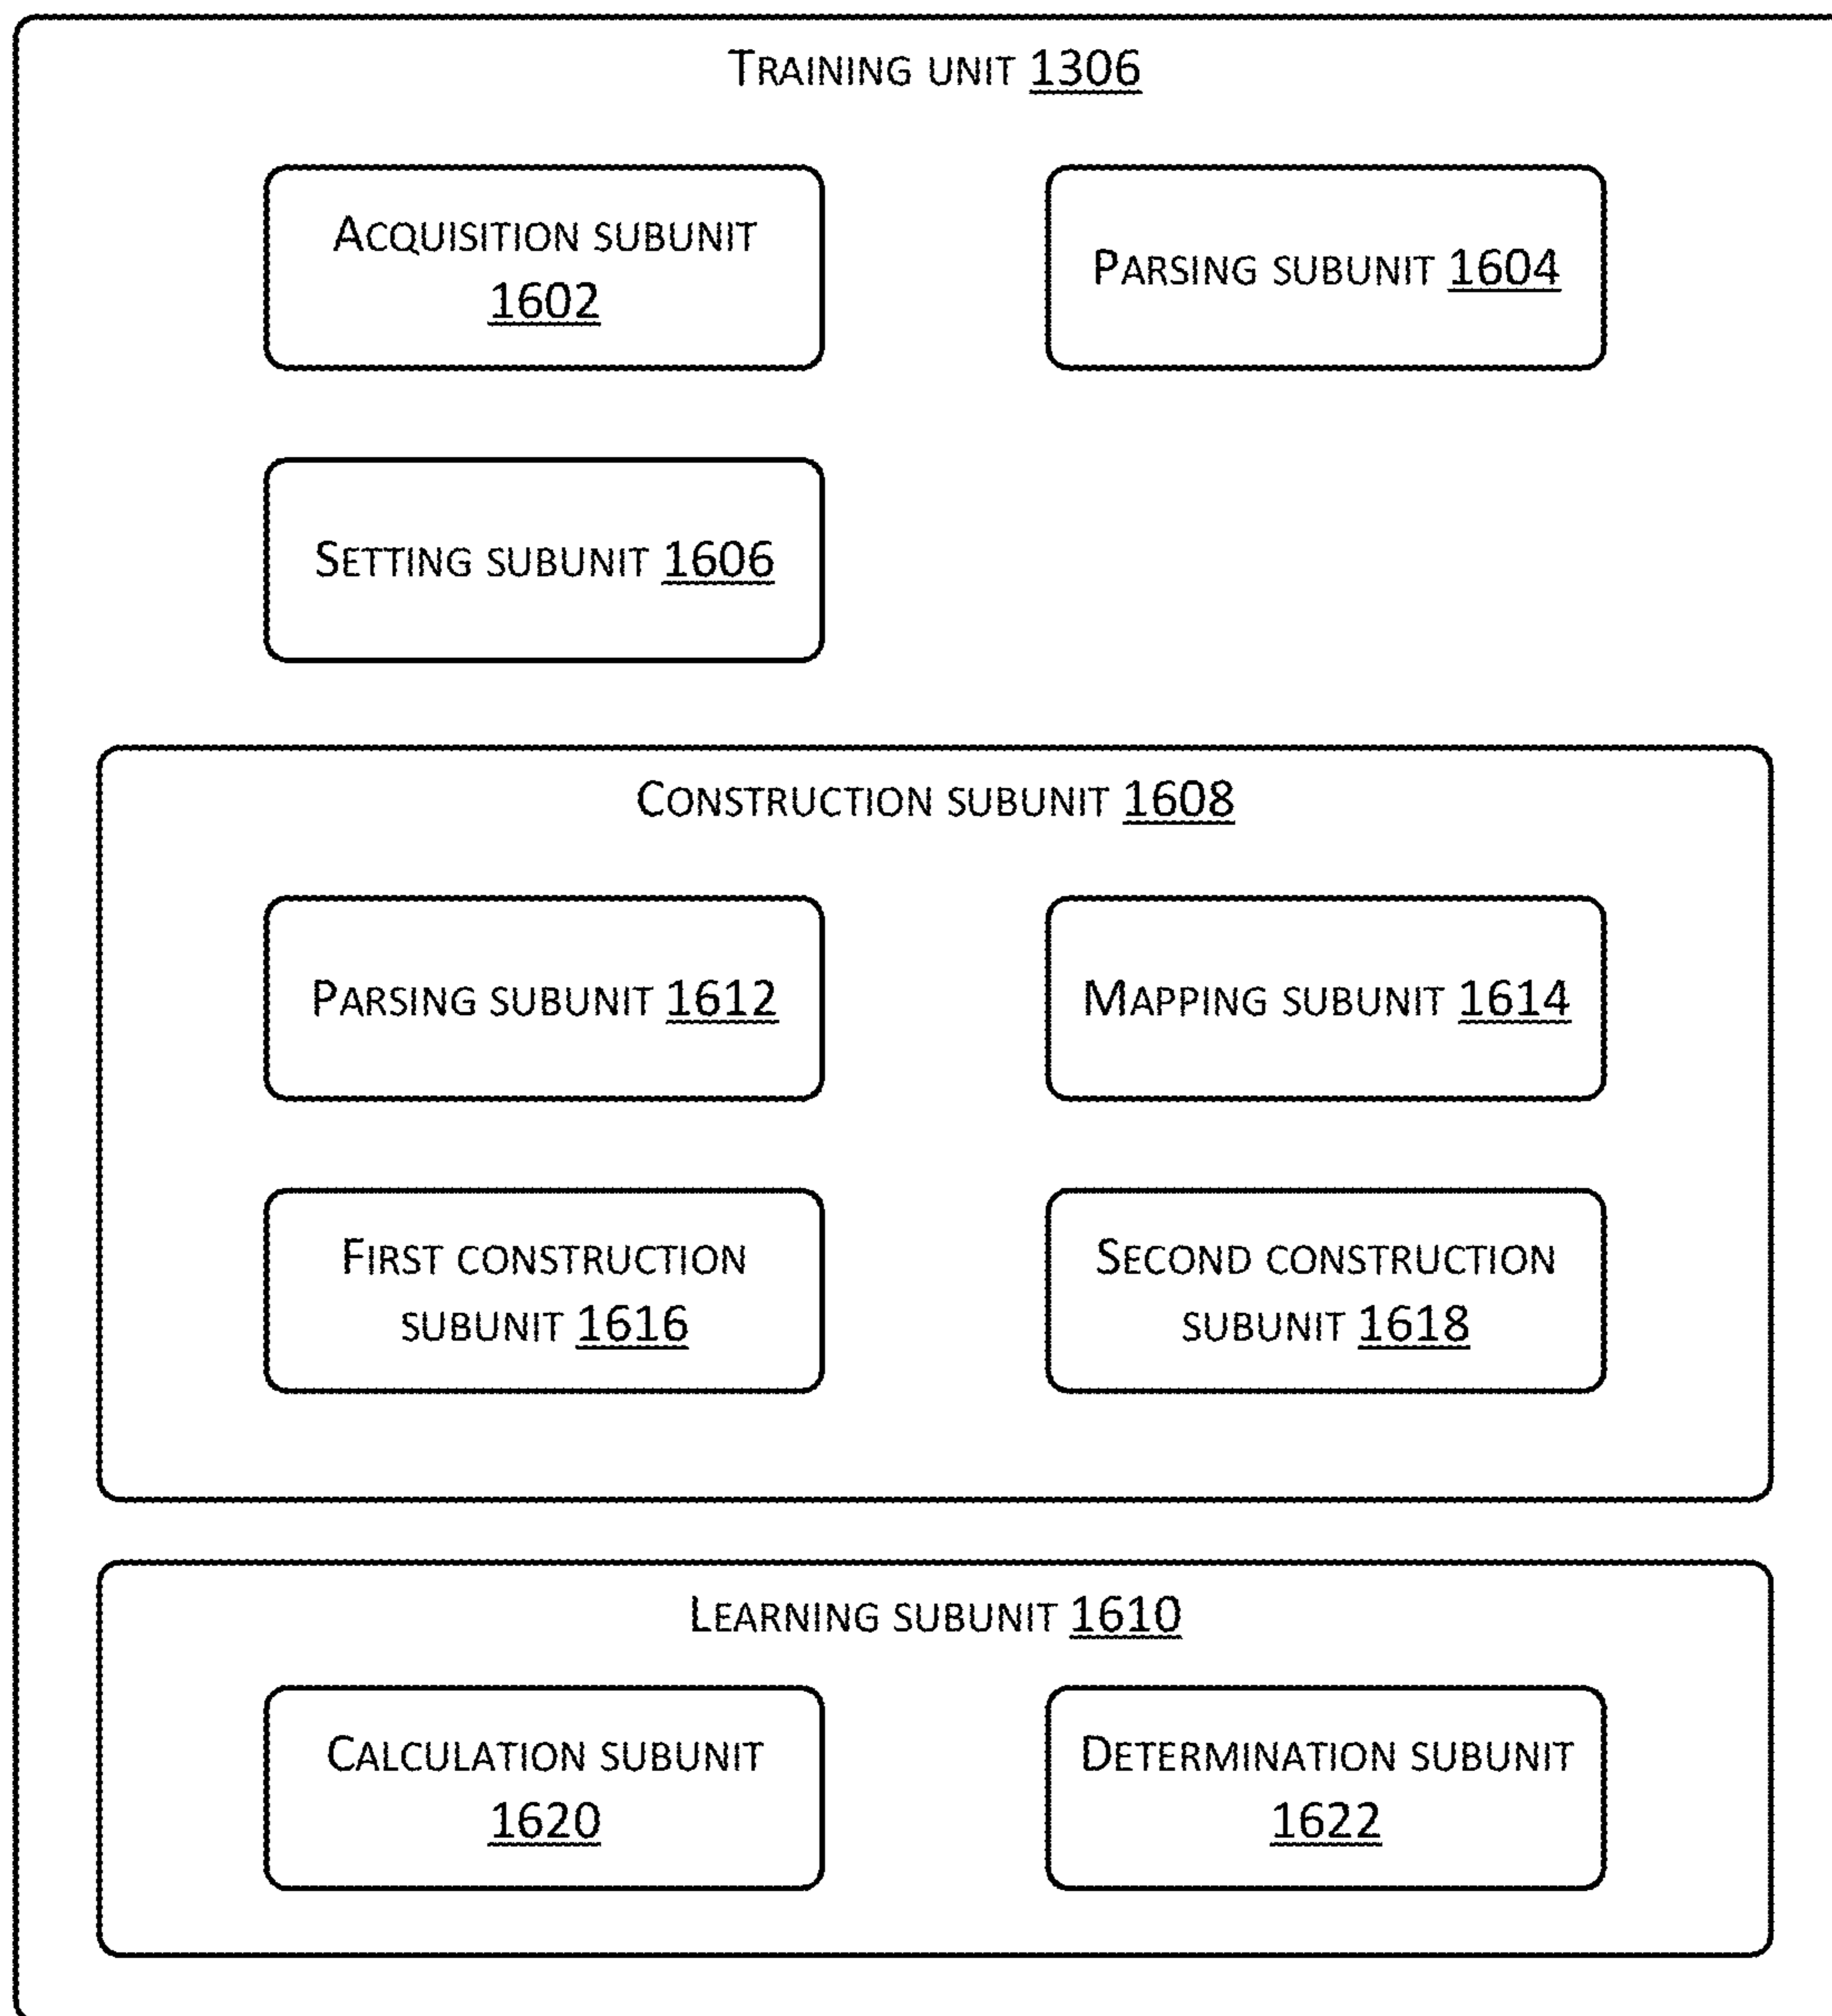 TRAINING UNIT 1306
ACQUISITION SUBUNIT
1602
PARSING SUBUNIT 1604
SETTING SUBUNIT 1606
CONSTRUCTION SUBUNIT 1608
PARSING SUBUNIT 1612
MAPPING SUBUNIT 1614
FIRST CONSTRUCTION
SUBUNIT 1616
SECOND CONSTRUCTION
SUBUNIT 1618
LEARNING SUBUNIT 1610
CALCULATION SUBUNIT
1620
DETERMINATION SUBUNIT
1622